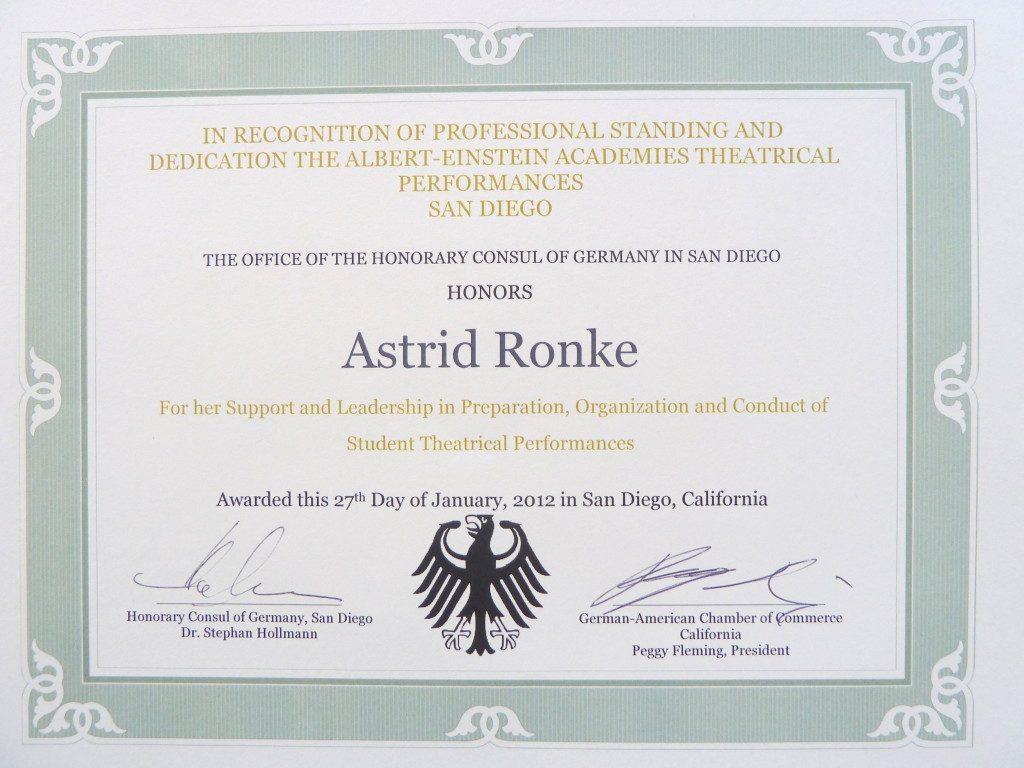 IN RECOGNITION OF PROFESSIONAL STANDING AND
DEDICATION THE ALBERT-EINSTEIN ACADEMIES THEATRICAL
PERFORMANCES
SAN DIEGO
THE OFFICE OF THE HONORARY CONSUL OF GERMANY IN SAN DIEGO
HONORS
Astrid Ronke
For her Support and Leadership in Preparation, Organization and Conduct of
Student Theatrical Performances
Awarded this 27th Day of January, 2012 in San Diego, California
Honorary Consul of Germany, San Diego
Dr. Stephan Hollmann
German-American Chamber of Commerce
California
Peggy Fleming, President